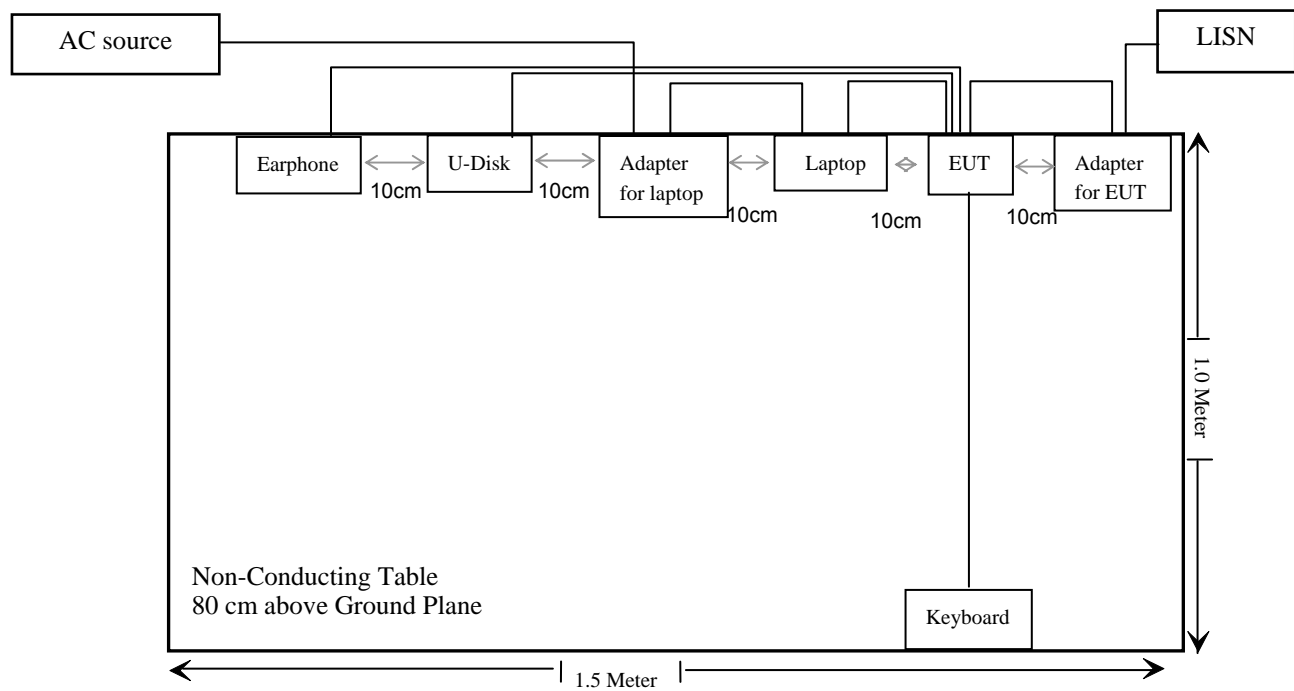 AC source
LISN
Earphone
U-Disk
Adapter
for laptop
Laptop
EUT
Adapter
for EUT
10cm
10cm
10cm
10cm
10cm
1.0 Meter
Non-Conducting Table
80 cm above Ground Plane
Keyboard
1.5 Meter